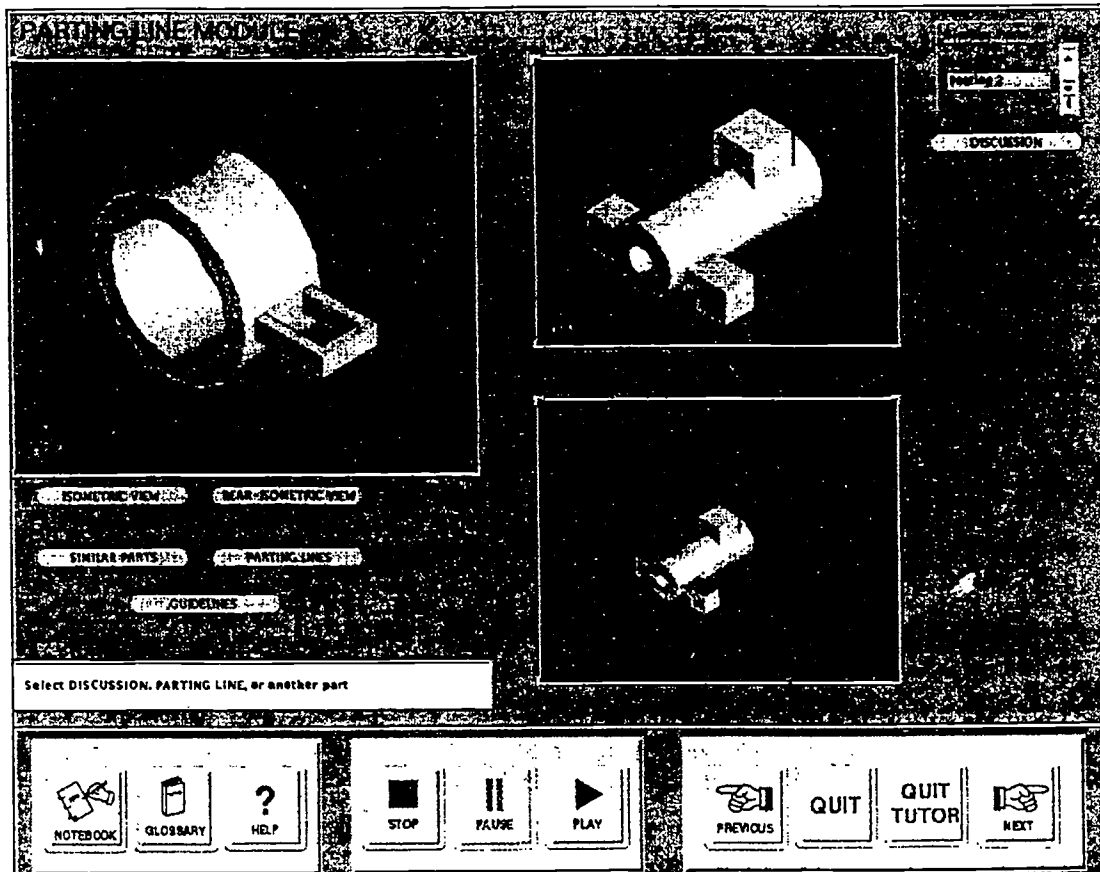 PARTING LINE MODULE
DISCUSSION
ISOMETRIC VIEW
REAR-ISOMETRIC VIEW
SIMILAR PARTS
PARTING LINES
GUIDELINES
Select DISCUSSION, PARTING LINE, or another part
NOTEBOOK
GLOSSARY
?
HELP
STOP
PAUSE
PLAY
PREVIOUS
QUIT
QUIT
TUTOR
NEXT